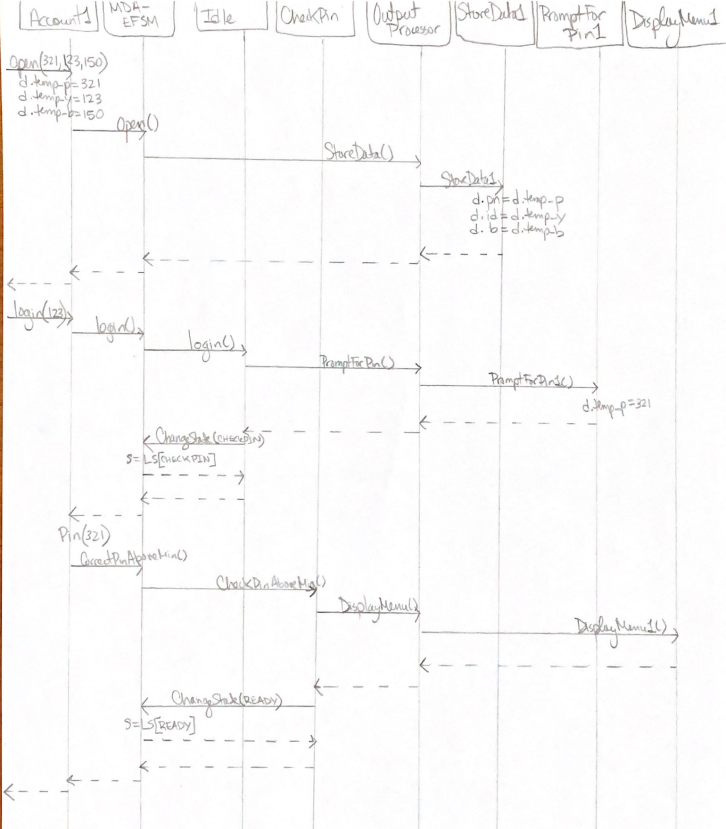 Account1
MDA-
EFSM
Idle
CheckPin
Output
Processor
StoreData1
PromptFor
Pin1
DisplayMenu1
Open(321,123,150)
d.temp-p=321
d.temp-y=123
d.temp-b=150
Open()
StoreData()
StoreData1
d.pn=d.temp-p
d.id=d.temp-y
d.b=d.temp-b
login(123)
login()
login()
PromptForPin()
PromptForPin1()
d.temp-p=321
ChangeState(CHECKPIN)
S=LS[CHECKPIN]
Pin(321)
CorrectPinAboveMin()
CheckPinAboveMin()
DisplayMenu()
DisplayMenu1()
ChangeState(READY)
S=LS[READY]